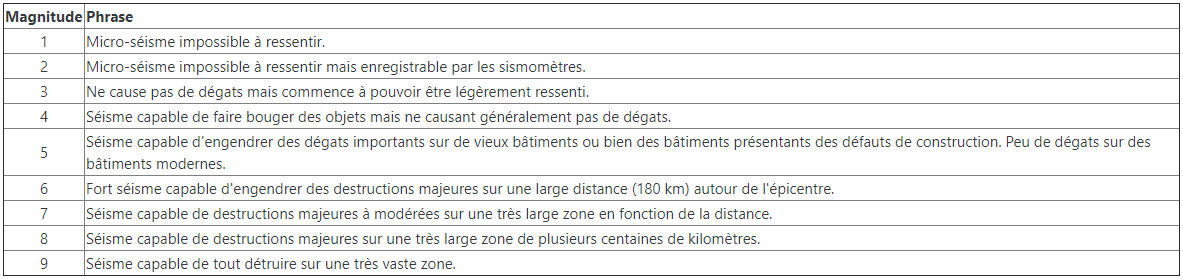 Magnitude Phrase
1 Micro-séisme impossible à ressentir.
2 Micro-séisme impossible à ressentir mais enregistrable par les sismomètres.
3 Ne cause pas de dégats mais commence à pouvoir être légèrement ressenti.
4 Séisme capable de faire bouger des objets mais ne causant généralement pas de dégats.
5 Séisme capable d'engendrer des dégats importants sur de vieux bâtiments ou bien des bâtiments présentants des défauts de construction. Peu de dégats sur des
bâtiments modernes.
6 Fort séisme capable d'engendrer des destructions majeures sur une large distance (180 km) autour de l'épicentre.
7 Séisme capable de destructions majeures à modérées sur une très large zone en fonction de la distance.
8 Séisme capable de destructions majeures sur une très large zone de plusieurs centaines de kilomètres.
9 Séisme capable de tout détruire sur une très vaste zone.